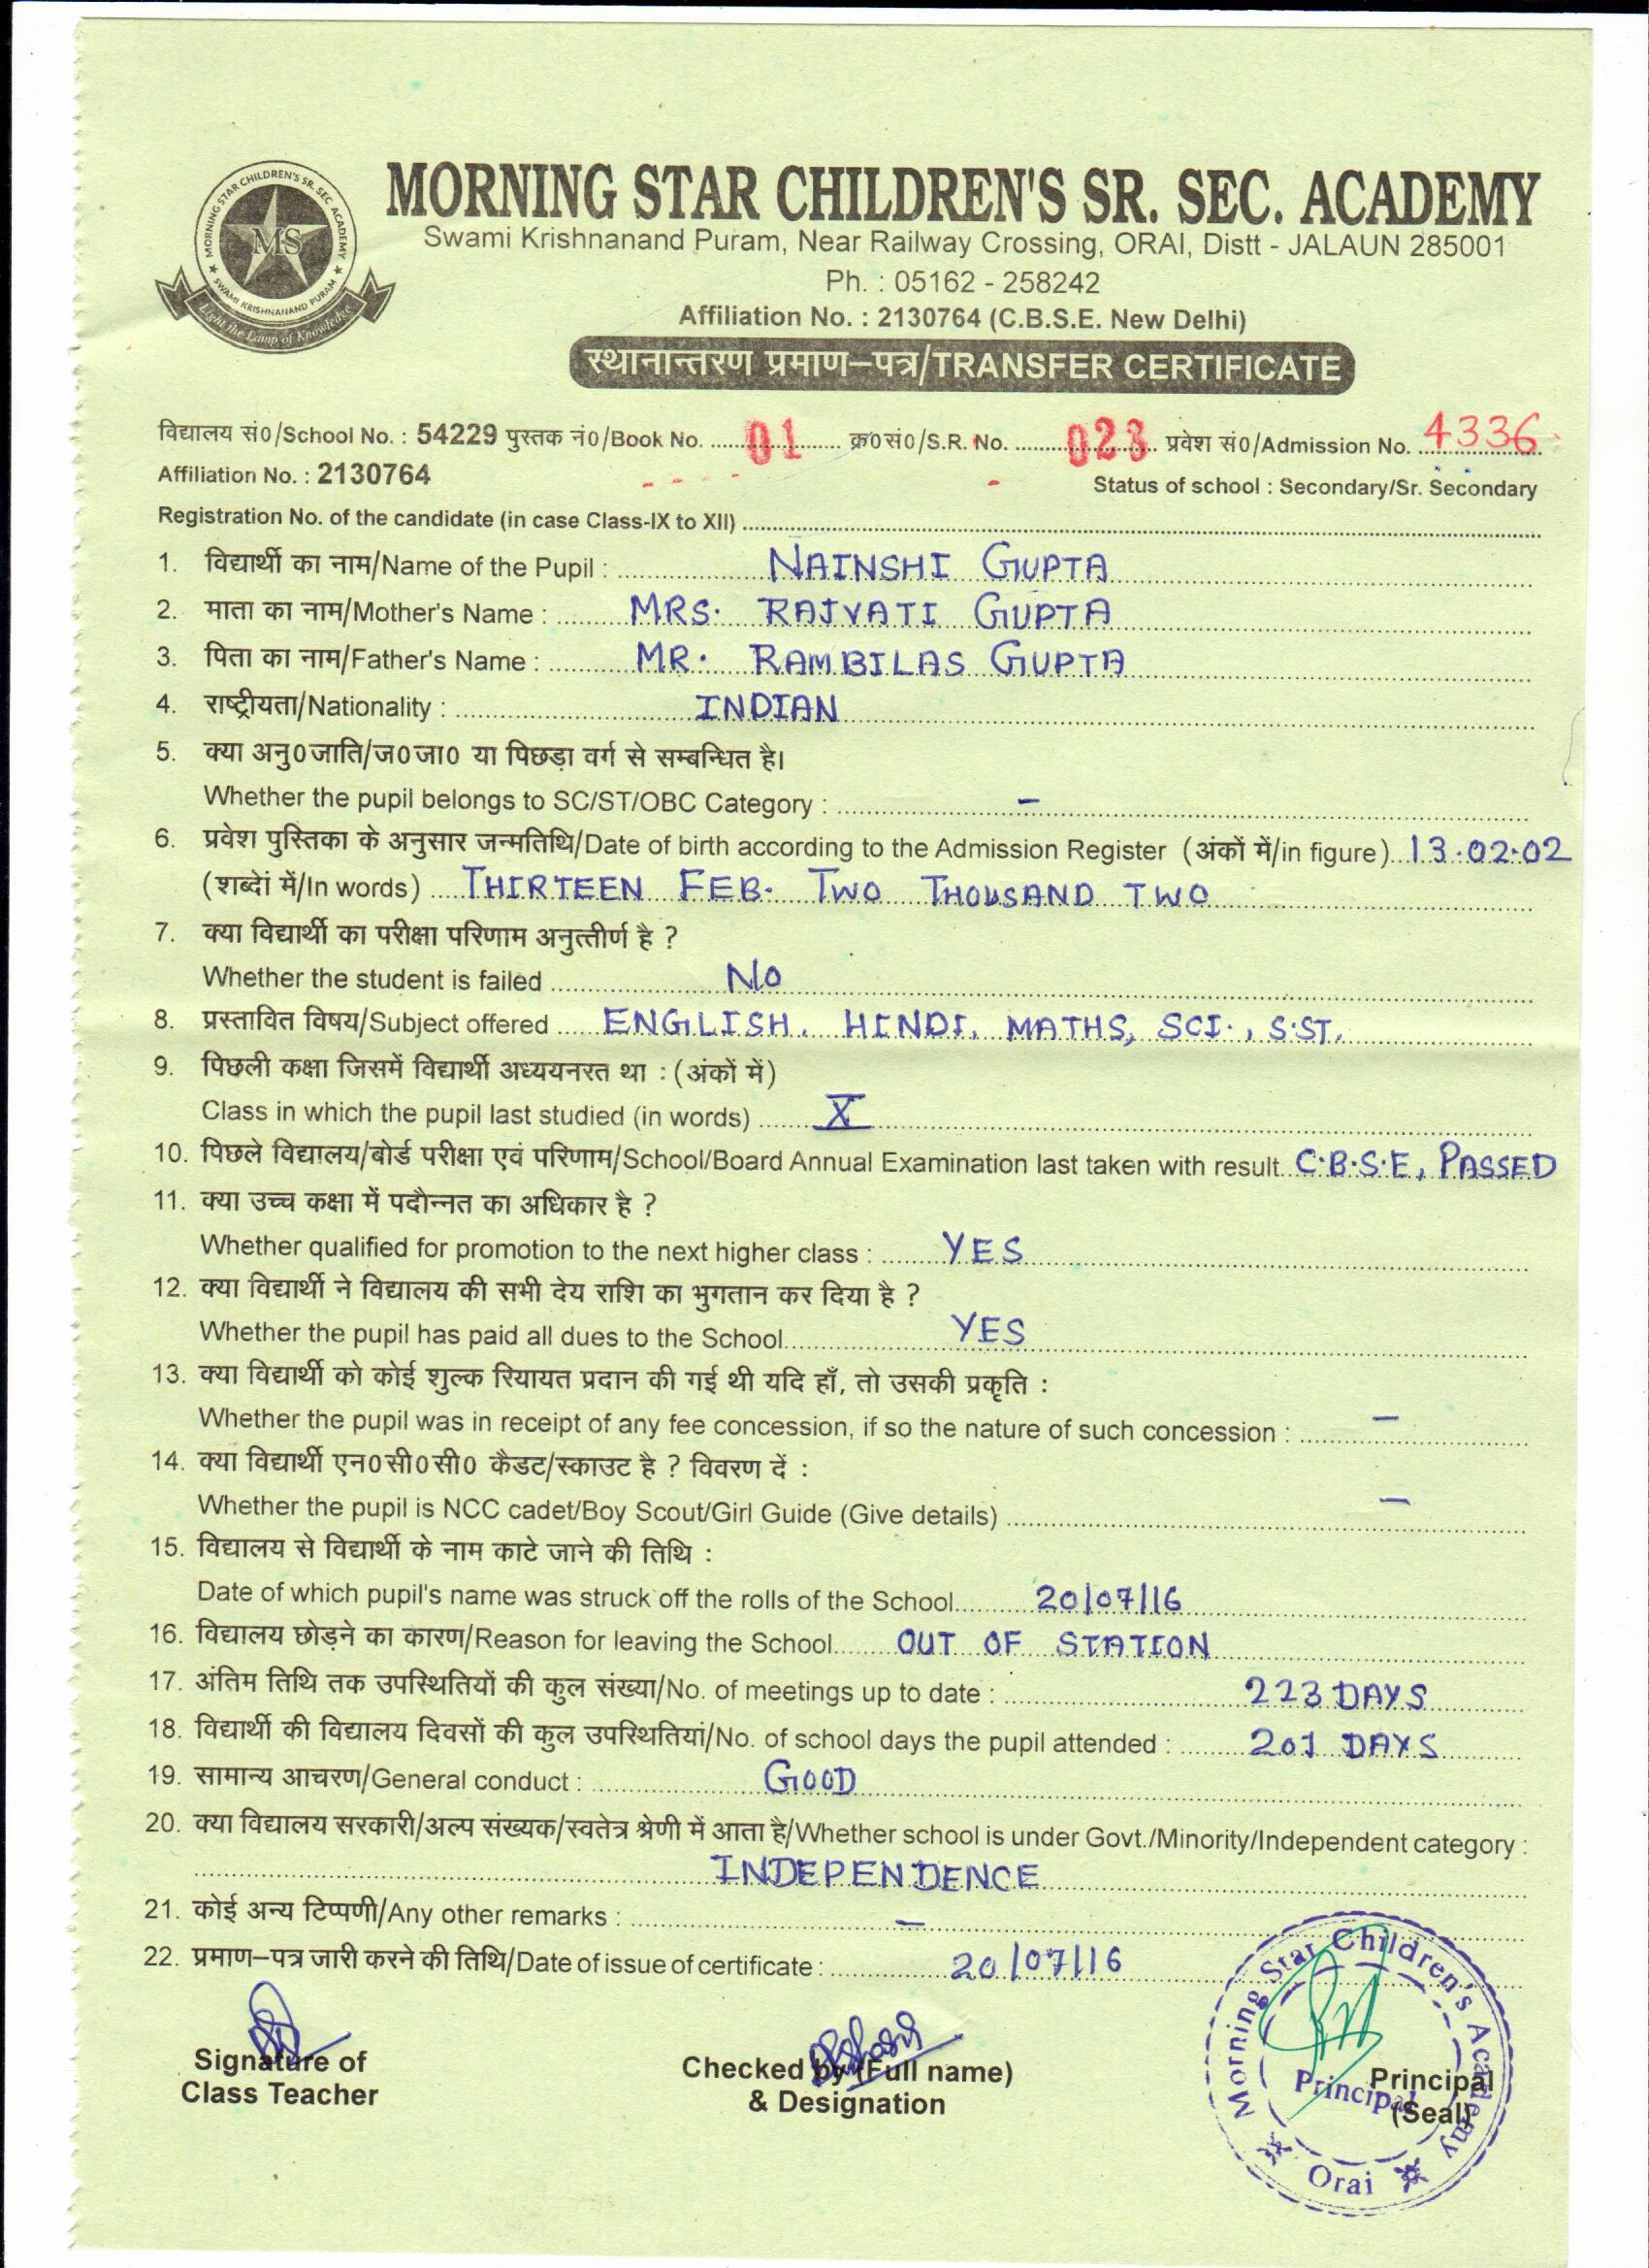 MORNING STAR CHILDREN'S SR. SEC. ACADEMY
MORNING STAR CHILDREN'S SR. SEC. ACADEMY
★ SWAMI KRISHNANAND PURAM ★
MS
Light the Lamp of Knowledge
Swami Krishnanand Puram, Near Railway Crossing, ORAI, Distt - JALAUN 285001
Ph. : 05162 - 258242
Affiliation No. : 2130764 (C.B.S.E. New Delhi)
स्थानान्तरण प्रमाण–पत्र/TRANSFER CERTIFICATE
विद्यालय सं0/School No. : 54229 पुस्तक नं0/Book No. 01 क्र0सं0/S.R. No. 023 प्रवेश सं0/Admission No. 4336
Affiliation No. : 2130764 Status of school : Secondary/Sr. Secondary
Registration No. of the candidate (in case Class-IX to XII)
1. विद्यार्थी का नाम/Name of the Pupil : NAINSHI GUPTA
2. माता का नाम/Mother's Name : MRS. RAJVATI GUPTA
3. पिता का नाम/Father's Name : MR. RAMBILAS GUPTA
4. राष्ट्रीयता/Nationality : INDIAN
5. क्या अनु0जाति/ज0जा0 या पिछड़ा वर्ग से सम्बन्धित है।
Whether the pupil belongs to SC/ST/OBC Category : –
6. प्रवेश पुस्तिका के अनुसार जन्मतिथि/Date of birth according to the Admission Register (अंकों में/in figure) 13.02.02
(शब्देां में/In words) THIRTEEN FEB. TWO THOUSAND TWO
7. क्या विद्यार्थी का परीक्षा परिणाम अनुत्तीर्ण है ?
Whether the student is failed NO
8. प्रस्तावित विषय/Subject offered ENGLISH, HINDI, MATHS, SCI., S.ST.
9. पिछली कक्षा जिसमें विद्यार्थी अध्ययनरत था : (अंकों में)
Class in which the pupil last studied (in words) X
10. पिछले विद्यालय/बोर्ड परीक्षा एवं परिणाम/School/Board Annual Examination last taken with result C.B.S.E, PASSED
11. क्या उच्च कक्षा में पदौन्नत का अधिकार है ?
Whether qualified for promotion to the next higher class : YES
12. क्या विद्यार्थी ने विद्यालय की सभी देय राशि का भुगतान कर दिया है ?
Whether the pupil has paid all dues to the School YES
13. क्या विद्यार्थी को कोई शुल्क रियायत प्रदान की गई थी यदि हाँ, तो उसकी प्रकृति :
Whether the pupil was in receipt of any fee concession, if so the nature of such concession : –
14. क्या विद्यार्थी एन0सी0सी0 कैडट/स्काउट है ? विवरण दें :
Whether the pupil is NCC cadet/Boy Scout/Girl Guide (Give details) –
15. विद्यालय से विद्यार्थी के नाम काटे जाने की तिथि :
Date of which pupil's name was struck off the rolls of the School 20/07/16
16. विद्यालय छोड़ने का कारण/Reason for leaving the School OUT OF STATION
17. अंतिम तिथि तक उपस्थितियों की कुल संख्या/No. of meetings up to date : 223 DAYS
18. विद्यार्थी की विद्यालय दिवसों की कुल उपस्थितियां/No. of school days the pupil attended : 201 DAYS
19. सामान्य आचरण/General conduct : GOOD
20. क्या विद्यालय सरकारी/अल्प संख्यक/स्वतेत्र श्रेणी में आता है/Whether school is under Govt./Minority/Independent category :
INDEPENDENCE
21. कोई अन्य टिप्पणी/Any other remarks : –
22. प्रमाण–पत्र जारी करने की तिथि/Date of issue of certificate : 20/07/16
Signature of
Class Teacher
Checked by (Full name)
& Designation
Principal
(Seal)
Morning Star Children's Academy
Principal
Orai